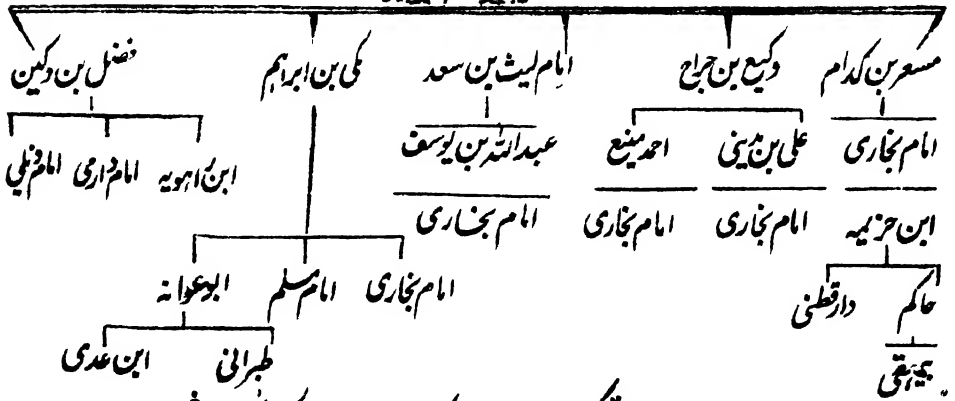 مسعر بن کدام وکیع بن جراح امام لیث بن سعد مکی بن ابراہیم فضل بن دکین
امام بخاری علی بن مدینی احمد منیع عبداللہ بن یوسف ابن راہویہ امام دارمی امام ذہلی
ابن خزیمہ امام بخاری امام بخاری امام بخاری
حاکم دارقطنی امام بخاری امام مسلم ابو عوانہ
بیہقی طبرانی ابن عدی